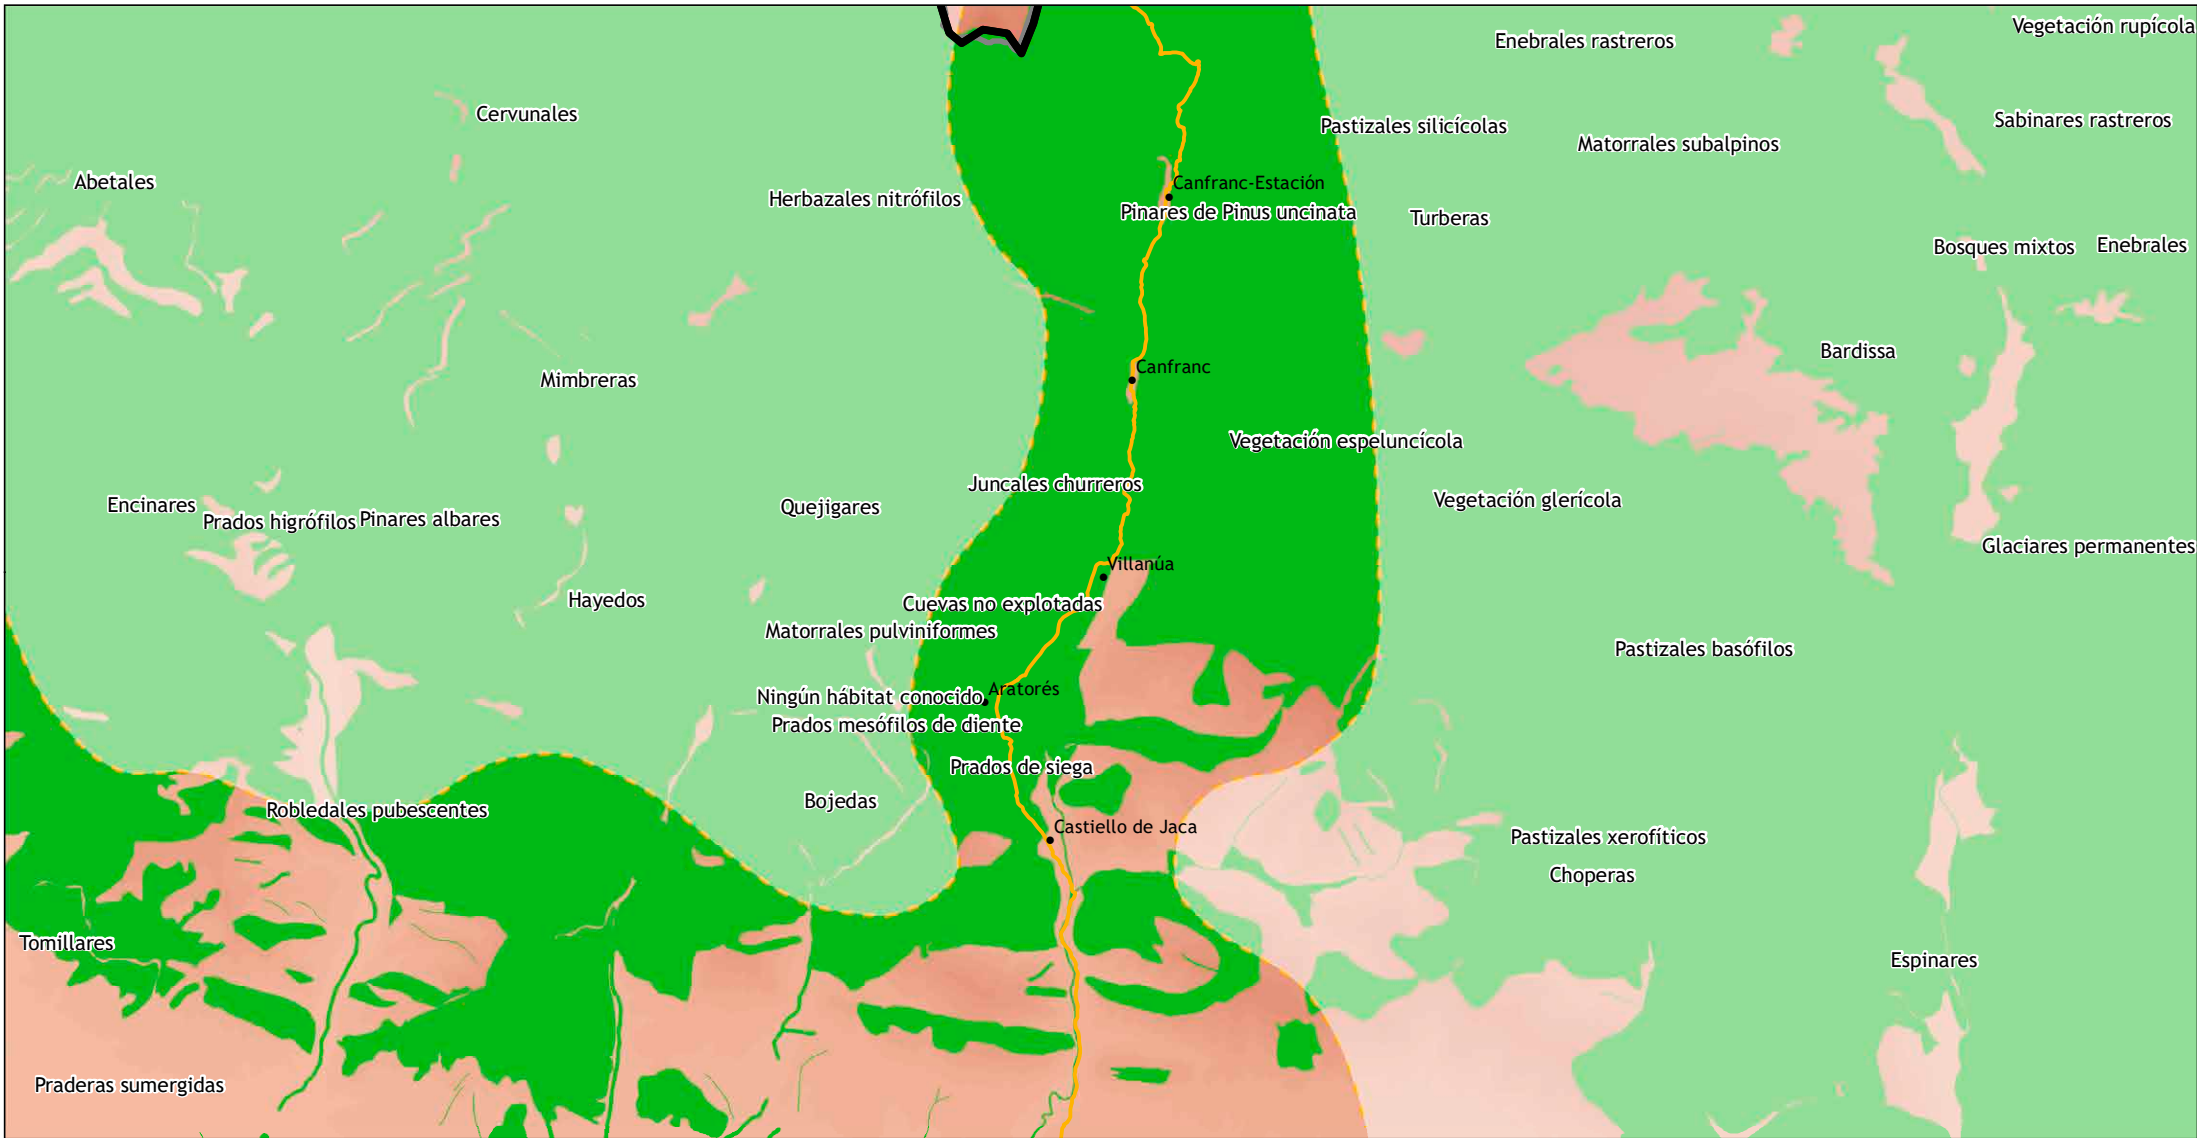 Vegetación rupícola
Enebrales rastreros
Cervunales
Sabinares rastreros
Pastizales silicícolas
Matorrales subalpinos
Abetales
Canfranc-Estación
Herbazales nitrófilos
Pinares de Pinus uncinata
Turberas
Bosques mixtos
Enebrales
Bardissa
Canfranc
Mimbreras
Vegetación espeluncícola
Juncales churreros
Vegetación glerícola
Encinares
Quejigares
Prados higrófilos
Pinares albares
Glaciares permanentes
Villanúa
Hayedos
Cuevas no explotadas
Matorrales pulviniformes
Pastizales basófilos
Aratorés
Ningún hábitat conocido
Prados mesófilos de diente
Prados de siega
Bojedas
Robledales pubescentes
Castiello de Jaca
Pastizales xerofíticos
Choperas
Tomillares
Espinares
Praderas sumergidas